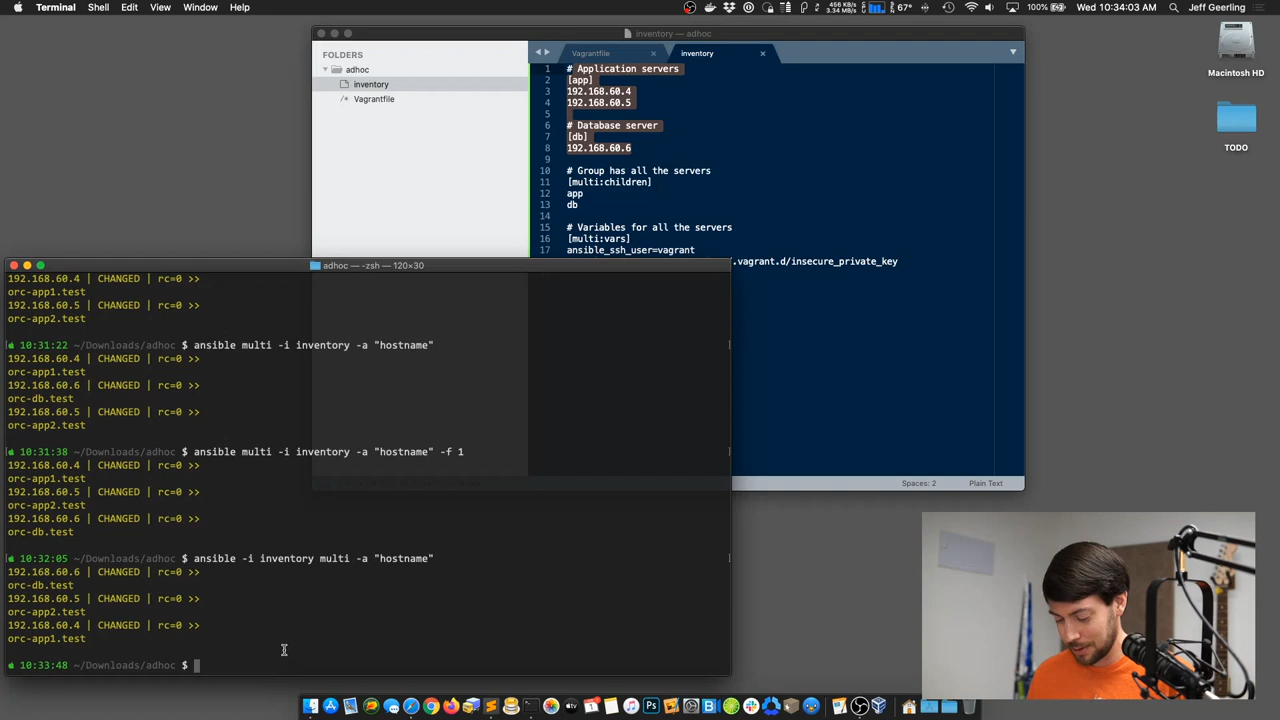 Terminal Shell Edit View Window Help
456 KB/s
3.34 MB/s
67°
100%
10:34:03 AM
Jeff Geerling
inventory — adhoc
FOLDERS
adhoc
inventory
Vagrantfile
Vagrantfile
inventory
1 # Application servers
2 [app]
3 192.168.60.4
4 192.168.60.5
5
6 # Database server
7 [db]
8 192.168.60.6
9
10 # Group has all the servers
11 [multi:children]
12 app
13 db
14
15 # Variables for all the servers
16 [multi:vars]
17 ansible_ssh_user=vagrant
.vagrant.d/insecure_private_key
Spaces: 2
Plain Text
Macintosh HD
TODO
adhoc — -zsh — 120×30
192.168.60.4 | CHANGED | rc=0 >>
orc-app1.test
192.168.60.5 | CHANGED | rc=0 >>
orc-app2.test
10:31:22 ~/Downloads/adhoc $ ansible multi -i inventory -a "hostname"
192.168.60.4 | CHANGED | rc=0 >>
orc-app1.test
192.168.60.6 | CHANGED | rc=0 >>
orc-db.test
192.168.60.5 | CHANGED | rc=0 >>
orc-app2.test
10:31:38 ~/Downloads/adhoc $ ansible multi -i inventory -a "hostname" -f 1
192.168.60.4 | CHANGED | rc=0 >>
orc-app1.test
192.168.60.5 | CHANGED | rc=0 >>
orc-app2.test
192.168.60.6 | CHANGED | rc=0 >>
orc-db.test
10:32:05 ~/Downloads/adhoc $ ansible -i inventory multi -a "hostname"
192.168.60.6 | CHANGED | rc=0 >>
orc-db.test
192.168.60.5 | CHANGED | rc=0 >>
orc-app2.test
192.168.60.4 | CHANGED | rc=0 >>
orc-app1.test
10:33:48 ~/Downloads/adhoc $